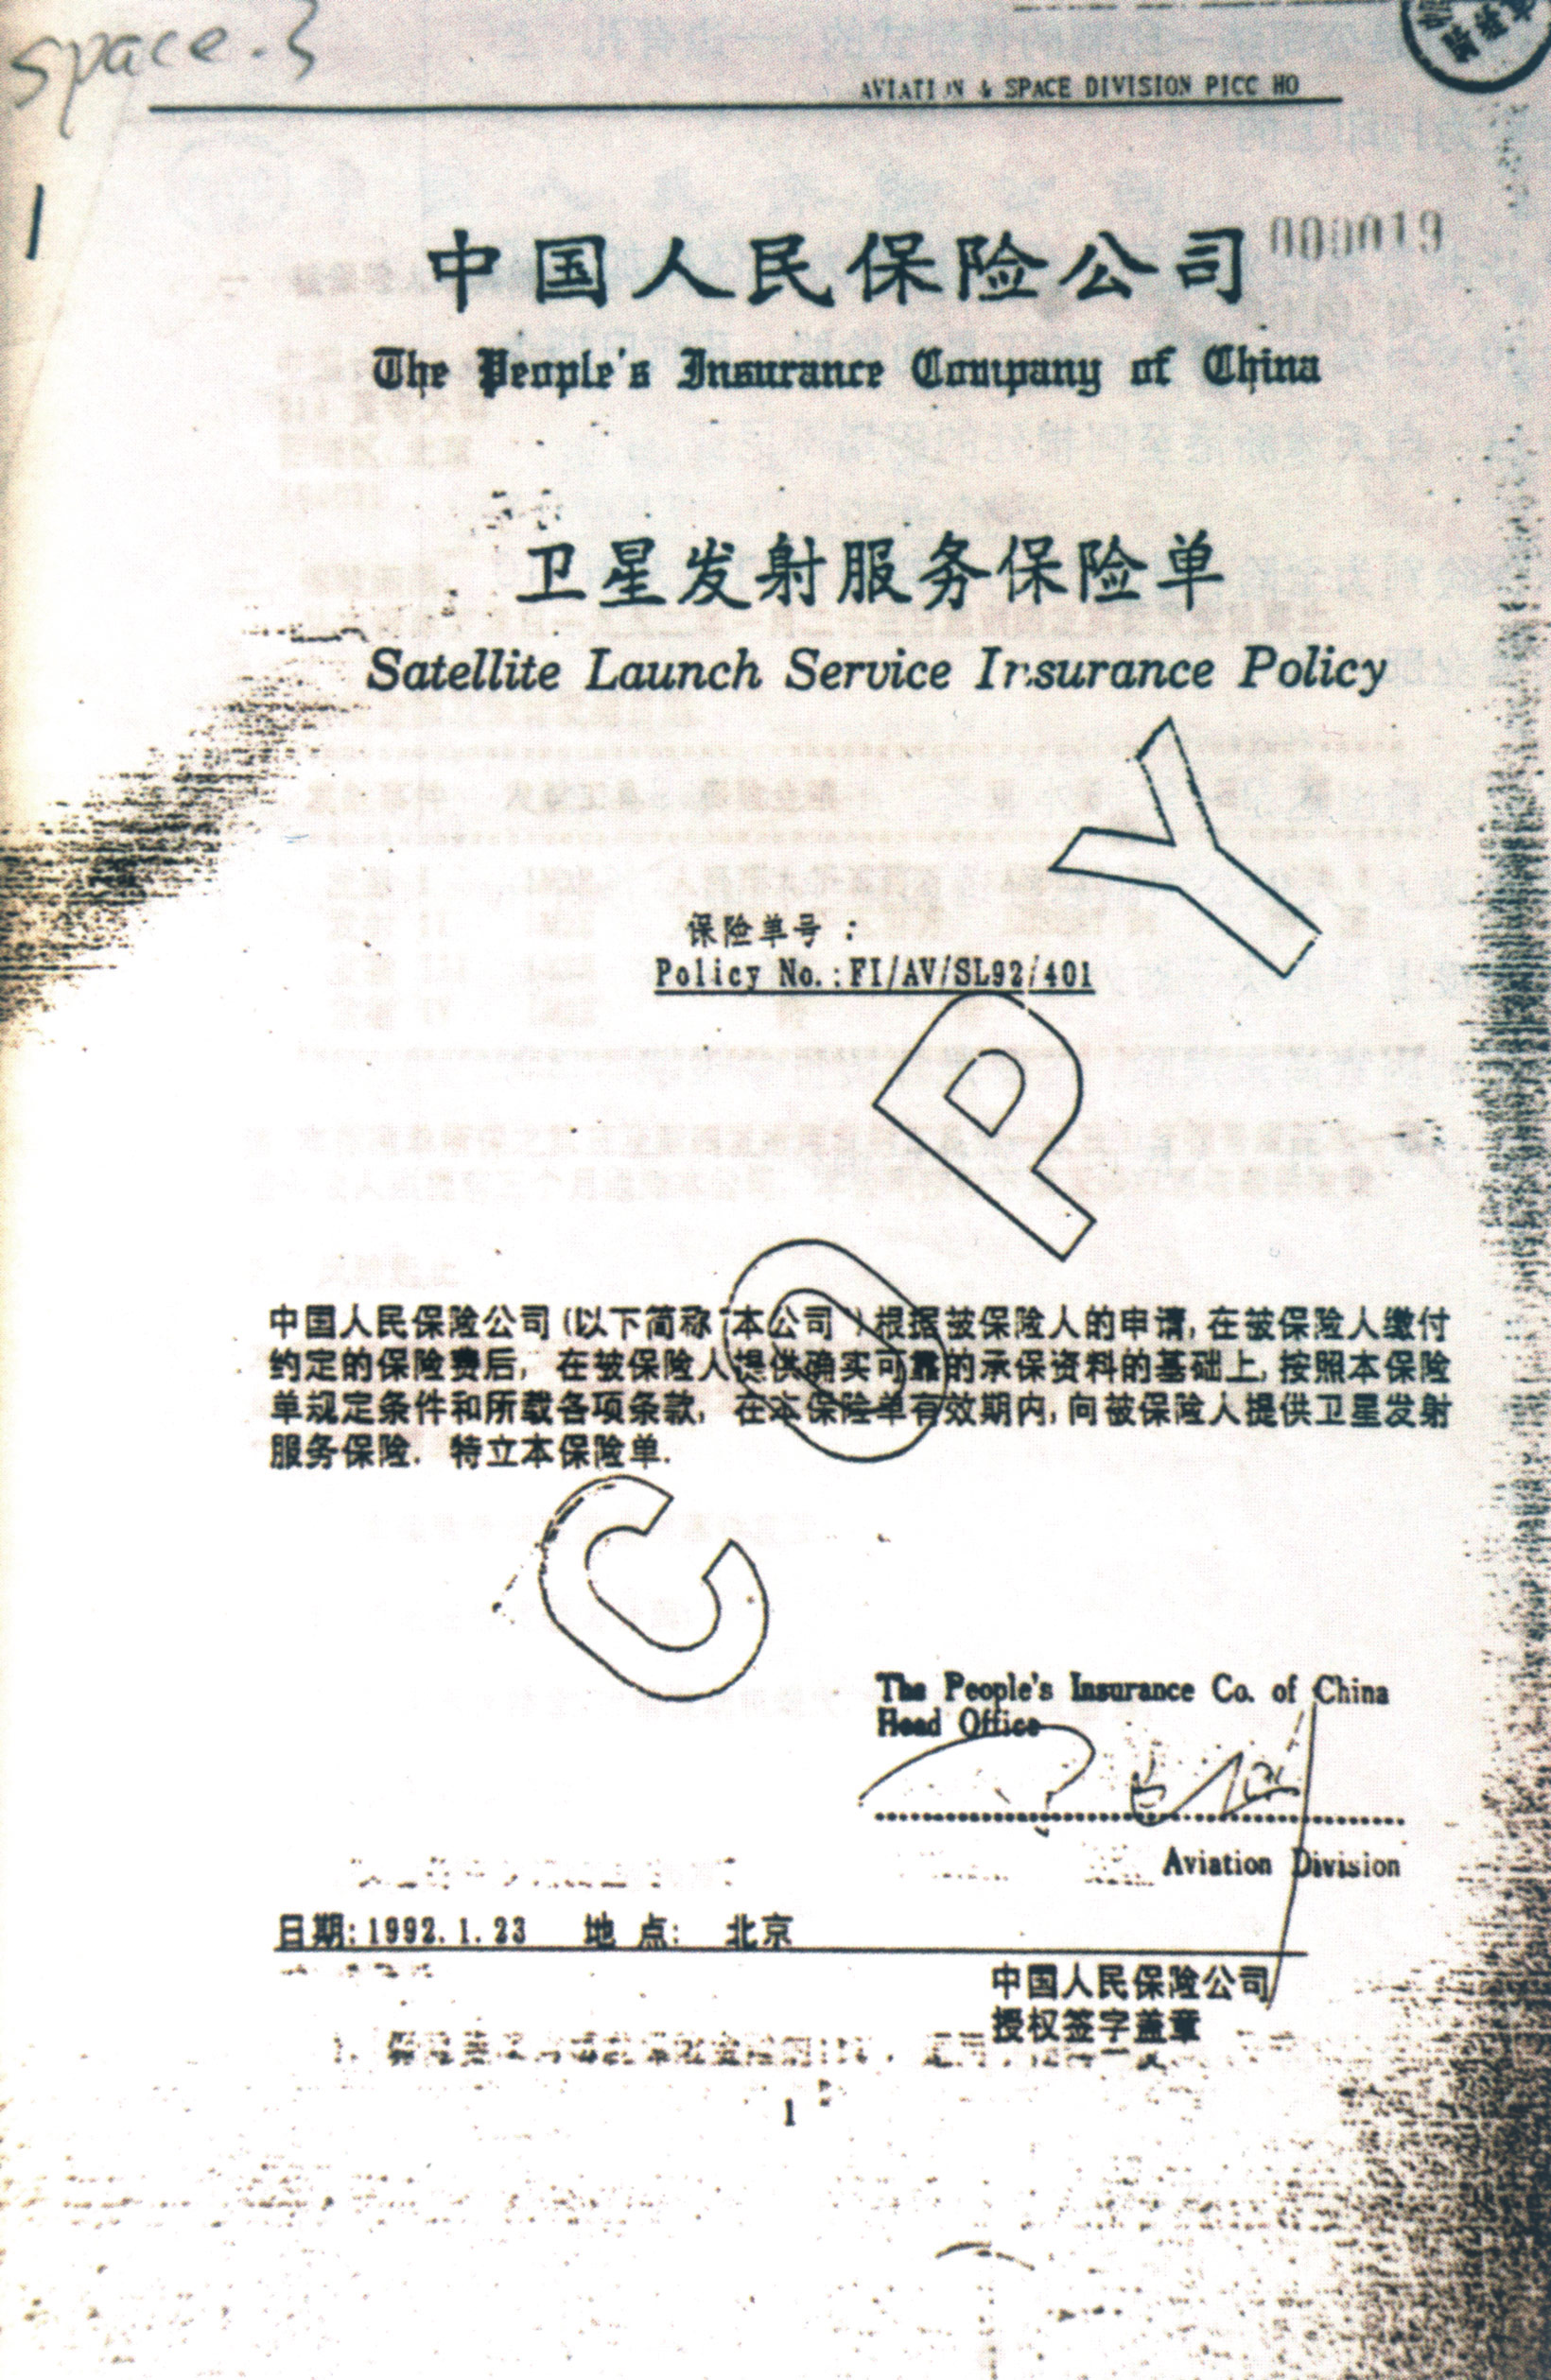 space.3
AVIATION & SPACE DIVISION PICC HO
1
000019
中国人民保险公司
The People's Insurance Company of China
卫星发射服务保险单
Satellite Launch Service Insurance Policy
保险单号：
Policy No.:FI/AV/SL92/401
COPY
中国人民保险公司(以下简称"本公司")根据被保险人的申请,在被保险人缴付
约定的保险费后, 在被保险人提供确实可靠的承保资料的基础上,按照本保险
单规定条件和所载各项条款, 在本保险单有效期内,向被保险人提供卫星发射
服务保险. 特立本保险单.
The People's Insurance Co. of China
Head Office
Aviation Division
日期:1992.1.23 地 点: 北京
中国人民保险公司
授权签字盖章
1